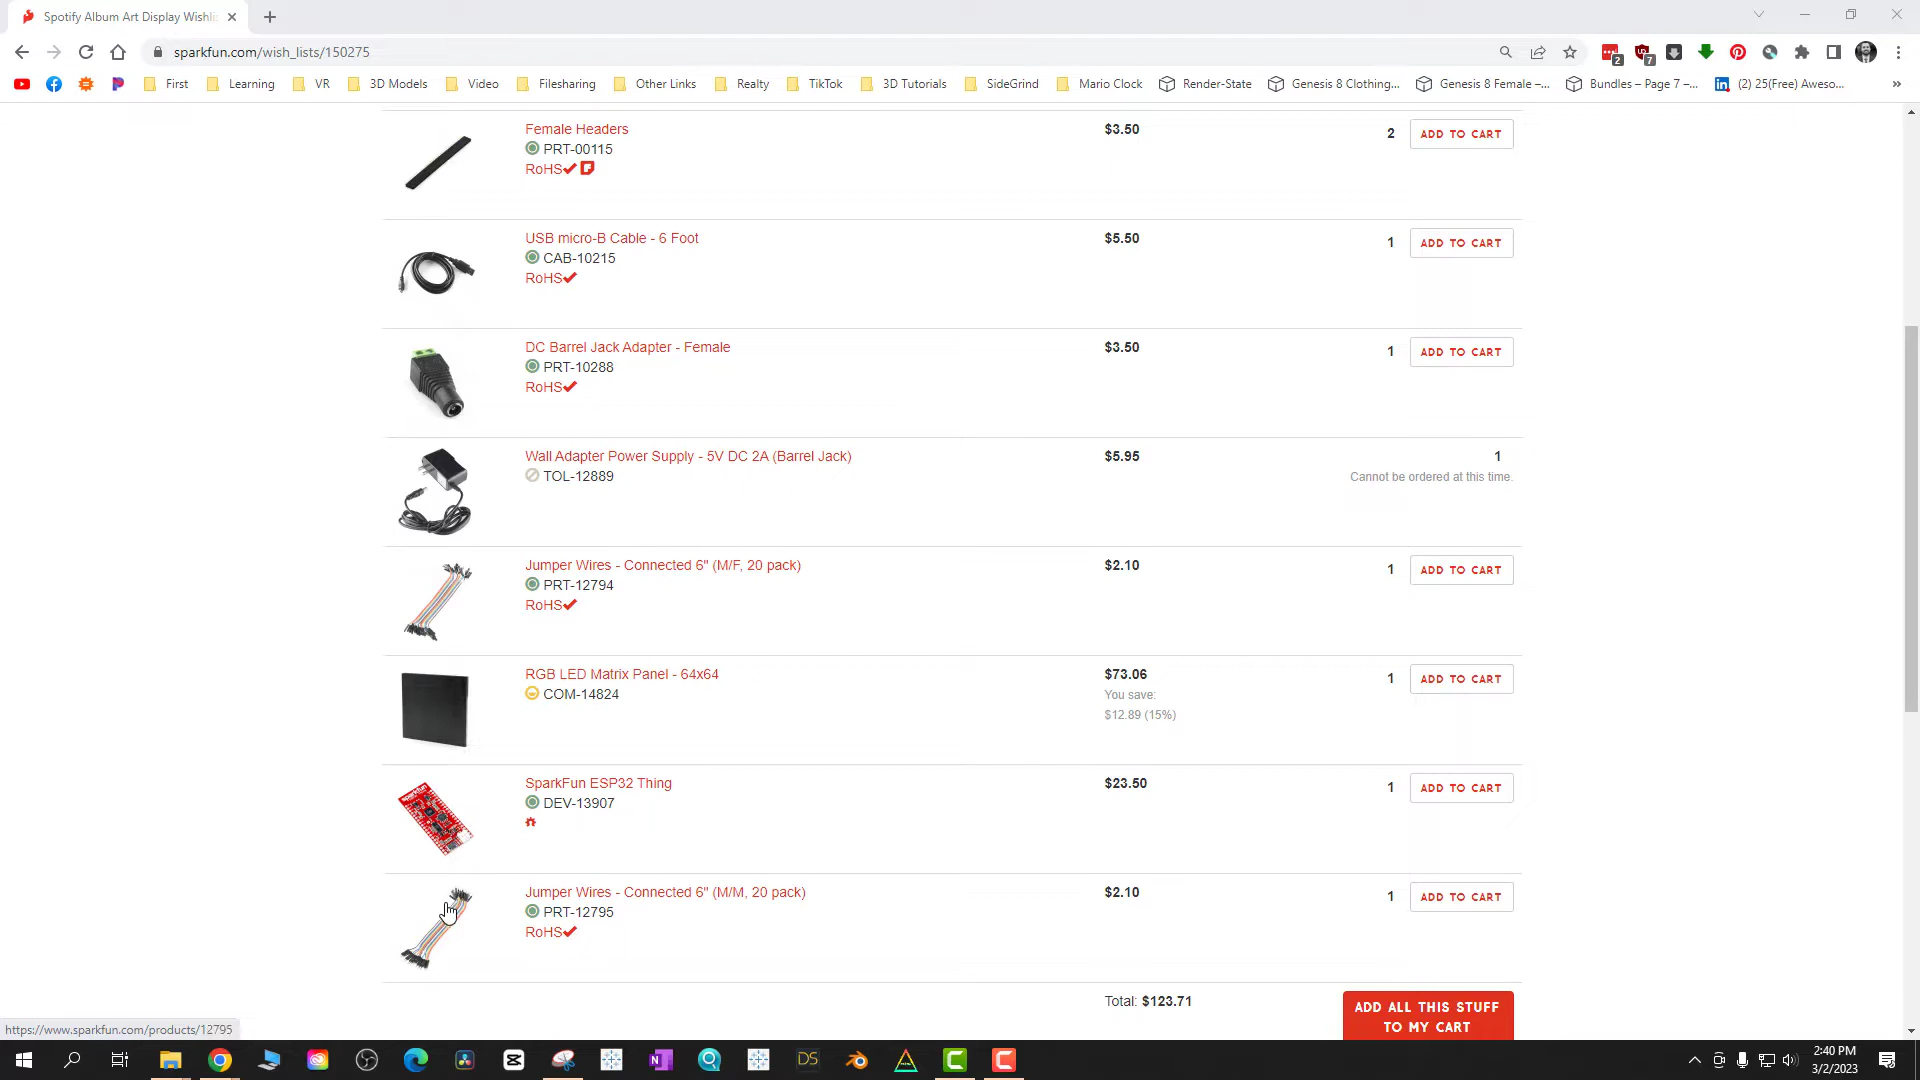 Spotify Album Art Display Wishli
sparkfun.com/wish_lists/150275
2
7
First
Learning
VR
3D Models
Video
Filesharing
Other Links
Realty
TikTok
3D Tutorials
SideGrind
Mario Clock
Render-State
Genesis 8 Clothing...
Genesis 8 Female –...
Bundles – Page 7 –...
(2) 25(Free) Aweso...
»
Female Headers $3.50 2 ADD TO CART
PRT-00115
RoHS
USB micro-B Cable - 6 Foot $5.50 1 ADD TO CART
CAB-10215
RoHS
DC Barrel Jack Adapter - Female $3.50 1 ADD TO CART
PRT-10288
RoHS
Wall Adapter Power Supply - 5V DC 2A (Barrel Jack) $5.95 1
TOL-12889 Cannot be ordered at this time.
Jumper Wires - Connected 6" (M/F, 20 pack) $2.10 1 ADD TO CART
PRT-12794
RoHS
RGB LED Matrix Panel - 64x64 $73.06 1 ADD TO CART
COM-14824 You save:
$12.89 (15%)
SparkFun ESP32 Thing $23.50 1 ADD TO CART
DEV-13907
Jumper Wires - Connected 6" (M/M, 20 pack) $2.10 1 ADD TO CART
PRT-12795
RoHS
Total: $123.71 ADD ALL THIS STUFF
TO MY CART
https://www.sparkfun.com/products/12795
2:40 PM
3/2/2023